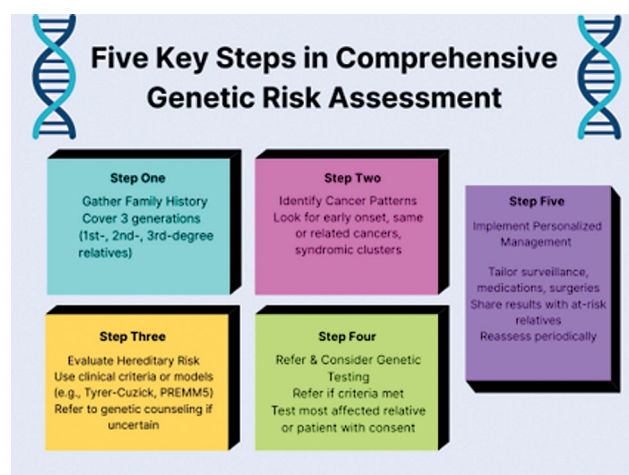 Five Key Steps in Comprehensive
Genetic Risk Assessment
Step One
Gather Family History
Cover 3 generations
(1st-, 2nd-, 3rd-degree
relatives)
Step Two
Identify Cancer Patterns
Look for early onset, same
or related cancers,
syndromic clusters
Step Three
Evaluate Hereditary Risk
Use clinical criteria or models
(e.g., Tyrer-Cuzick, PREMM5)
Refer to genetic counseling if
uncertain
Step Four
Refer & Consider Genetic
Testing
Refer if criteria met
Test most affected relative
or patient with consent
Step Five
Implement Personalized
Management
Tailor surveillance,
medications, surgeries
Share results with at-risk
relatives
Reassess periodically